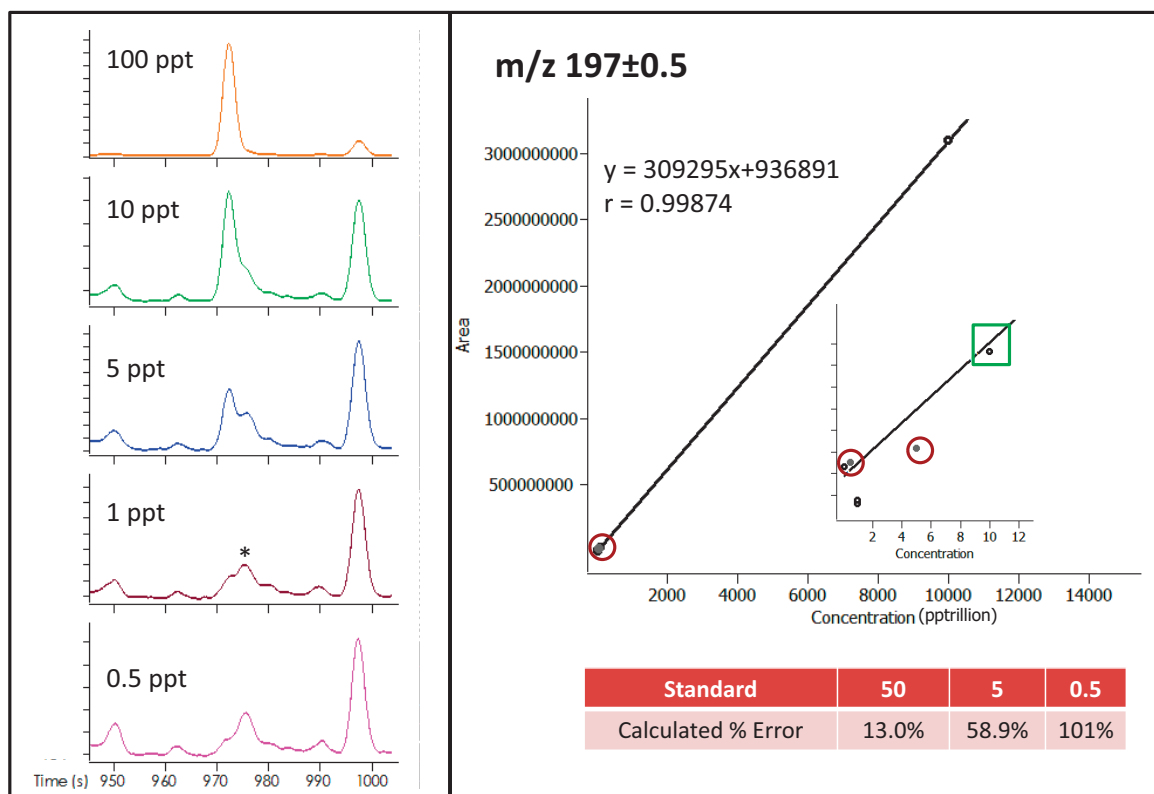 100 ppt
10 ppt
5 ppt
1 ppt
*
0.5 ppt
Time (s) 950 960 970 980 990 1000
m/z 197±0.5
y = 309295x+936891
r = 0.99874
Area
3000000000
2500000000
2000000000
1500000000
1000000000
500000000
2 4 6 8 10 12
Concentration
2000 4000 6000 8000 10000 12000 14000
Concentration (pptrillion)
Standard 50 5 0.5
Calculated % Error 13.0% 58.9% 101%